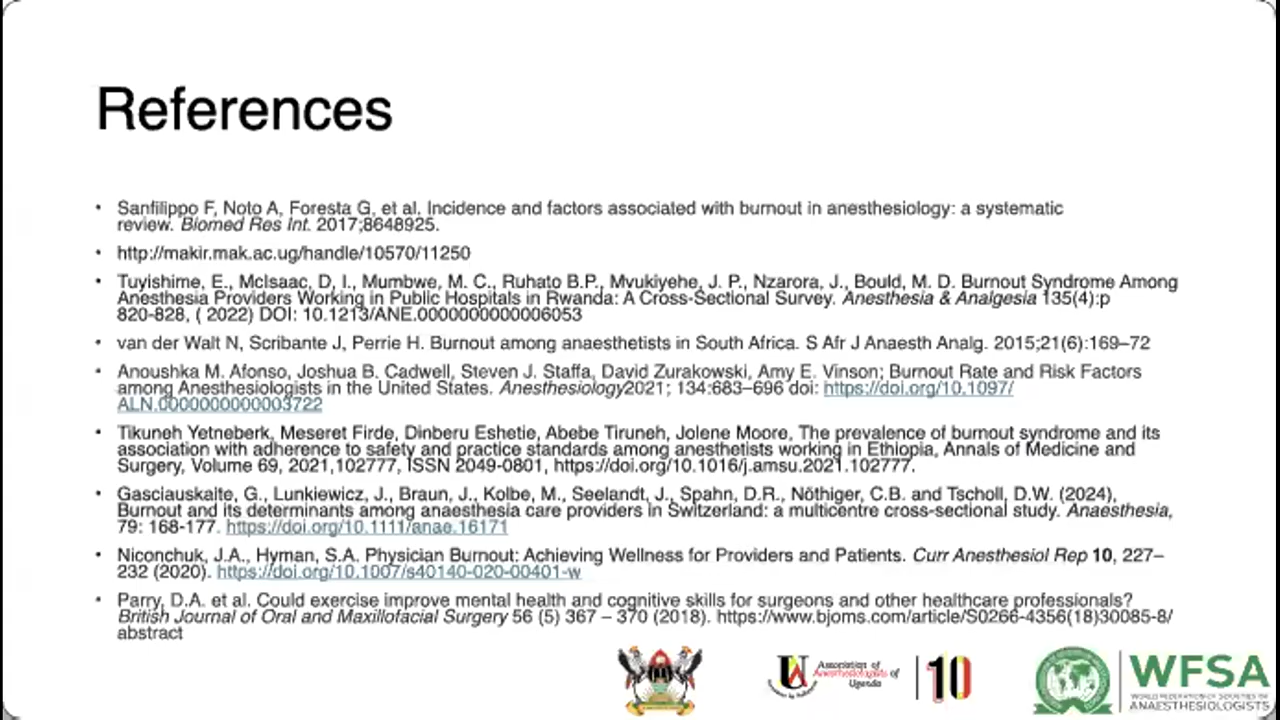 References
• Sanfilippo F, Noto A, Foresta G, et al. Incidence and factors associated with burnout in anesthesiology: a systematic
review. Biomed Res Int. 2017;8648925.
• http://makir.mak.ac.ug/handle/10570/11250
• Tuyishime, E., McIsaac, D, I., Mumbwe, M. C., Ruhato B.P., Mvukiyehe, J. P., Nzarora, J., Bould, M. D. Burnout Syndrome Among
Anesthesia Providers Working in Public Hospitals in Rwanda: A Cross-Sectional Survey. Anesthesia & Analgesia 135(4):p
820-828, ( 2022) DOI: 10.1213/ANE.0000000000006053
• van der Walt N, Scribante J, Perrie H. Burnout among anaesthetists in South Africa. S Afr J Anaesth Analg. 2015;21(6):169–72
• Anoushka M. Afonso, Joshua B. Cadwell, Steven J. Staffa, David Zurakowski, Amy E. Vinson; Burnout Rate and Risk Factors
among Anesthesiologists in the United States. Anesthesiology2021; 134:683–696 doi: https://doi.org/10.1097/
ALN.0000000000003722
• Tikuneh Yetneberk, Meseret Firde, Dinberu Eshetie, Abebe Tiruneh, Jolene Moore, The prevalence of burnout syndrome and its
association with adherence to safety and practice standards among anesthetists working in Ethiopia, Annals of Medicine and
Surgery, Volume 69, 2021,102777, ISSN 2049-0801, https://doi.org/10.1016/j.amsu.2021.102777.
• Gasciauskaite, G., Lunkiewicz, J., Braun, J., Kolbe, M., Seelandt, J., Spahn, D.R., Nöthiger, C.B. and Tscholl, D.W. (2024),
Burnout and its determinants among anaesthesia care providers in Switzerland: a multicentre cross-sectional study. Anaesthesia,
79: 168-177. https://doi.org/10.1111/anae.16171
• Niconchuk, J.A., Hyman, S.A. Physician Burnout: Achieving Wellness for Providers and Patients. Curr Anesthesiol Rep 10, 227–
232 (2020). https://doi.org/10.1007/s40140-020-00401-w
• Parry, D.A. et al. Could exercise improve mental health and cognitive skills for surgeons and other healthcare professionals?
British Journal of Oral and Maxillofacial Surgery 56 (5) 367 – 370 (2018). https://www.bjoms.com/article/S0266-4356(18)30085-8/
abstract
Association of
Anesthesiologists of
Uganda
10
WFSA
WORLD FEDERATION OF SOCIETIES OF
ANAESTHESIOLOGISTS